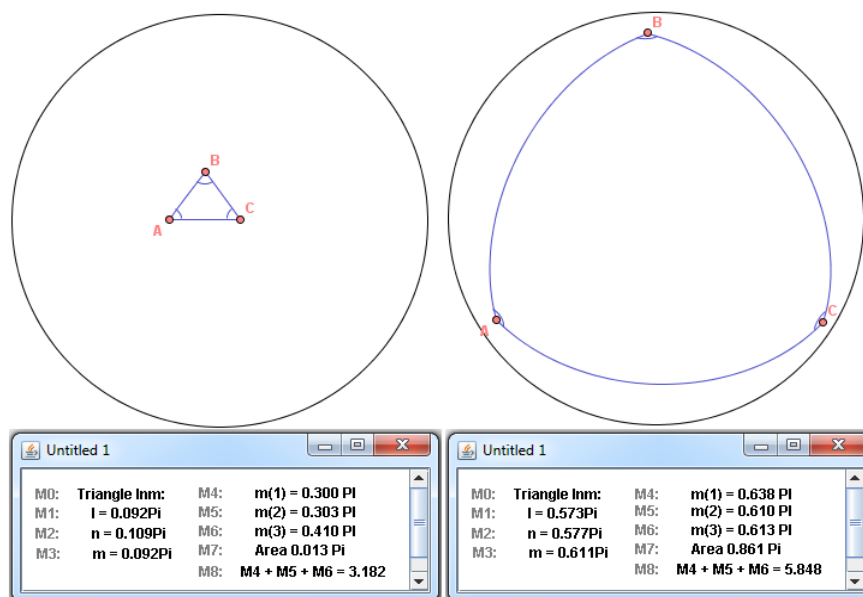 B
A
C
B
A
C
Untitled 1
M0: Triangle lnm:
M1: l = 0.092Pi
M2: n = 0.109Pi
M3: m = 0.092Pi
M4: m(1) = 0.300 PI
M5: m(2) = 0.303 PI
M6: m(3) = 0.410 PI
M7: Area 0.013 Pi
M8: M4 + M5 + M6 = 3.182
Untitled 1
M0: Triangle lnm:
M1: l = 0.573Pi
M2: n = 0.577Pi
M3: m = 0.611Pi
M4: m(1) = 0.638 PI
M5: m(2) = 0.610 PI
M6: m(3) = 0.613 PI
M7: Area 0.861 Pi
M8: M4 + M5 + M6 = 5.848